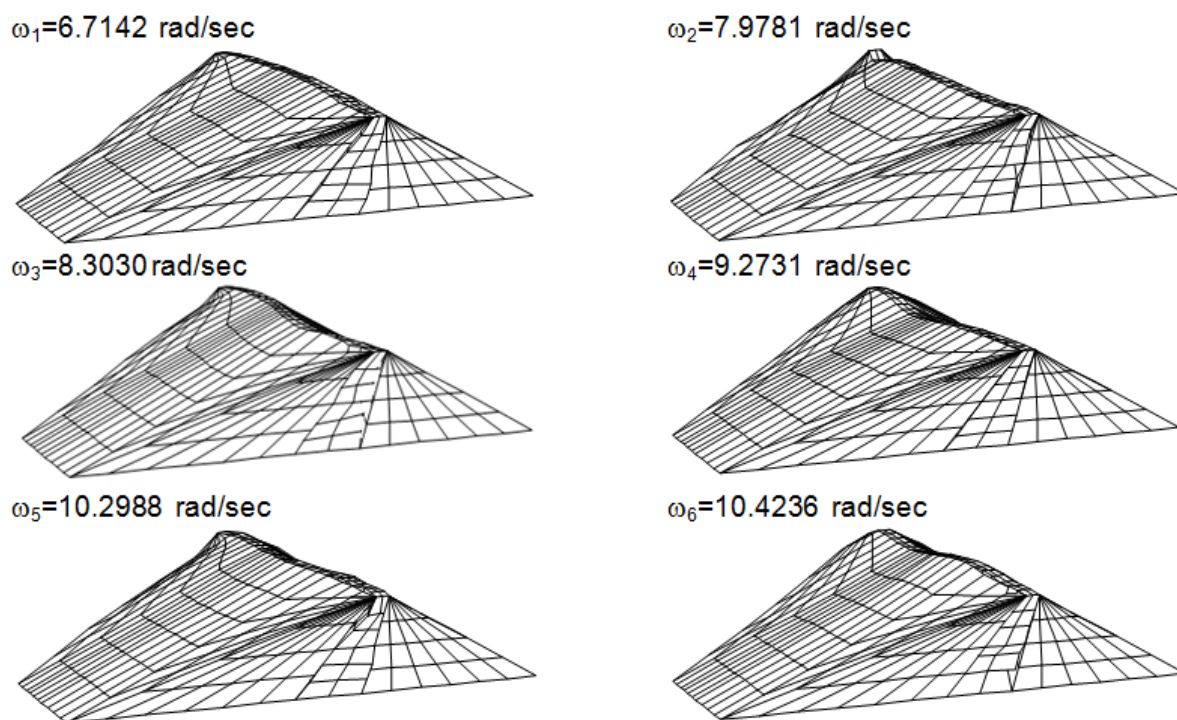 ω₁=6.7142 rad/sec
ω₂=7.9781 rad/sec
ω₃=8.3030 rad/sec
ω₄=9.2731 rad/sec
ω₅=10.2988 rad/sec
ω₆=10.4236 rad/sec